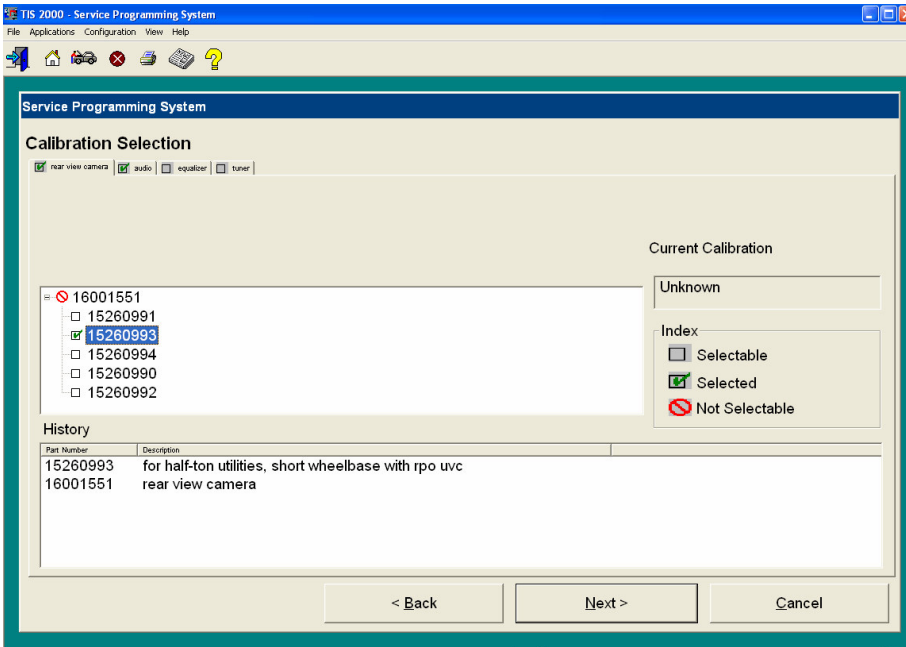 TIS 2000 - Service Programming System
File Applications Configuration View Help
Service Programming System
Calibration Selection
rear view camera audio equalizer tuner
Current Calibration
Unknown
16001551
15260991
15260993
15260994
15260990
15260992
Index
Selectable
Selected
Not Selectable
History
Part Number Description
15260993 for half-ton utilities, short wheelbase with rpo uvc
16001551 rear view camera
< Back Next > Cancel